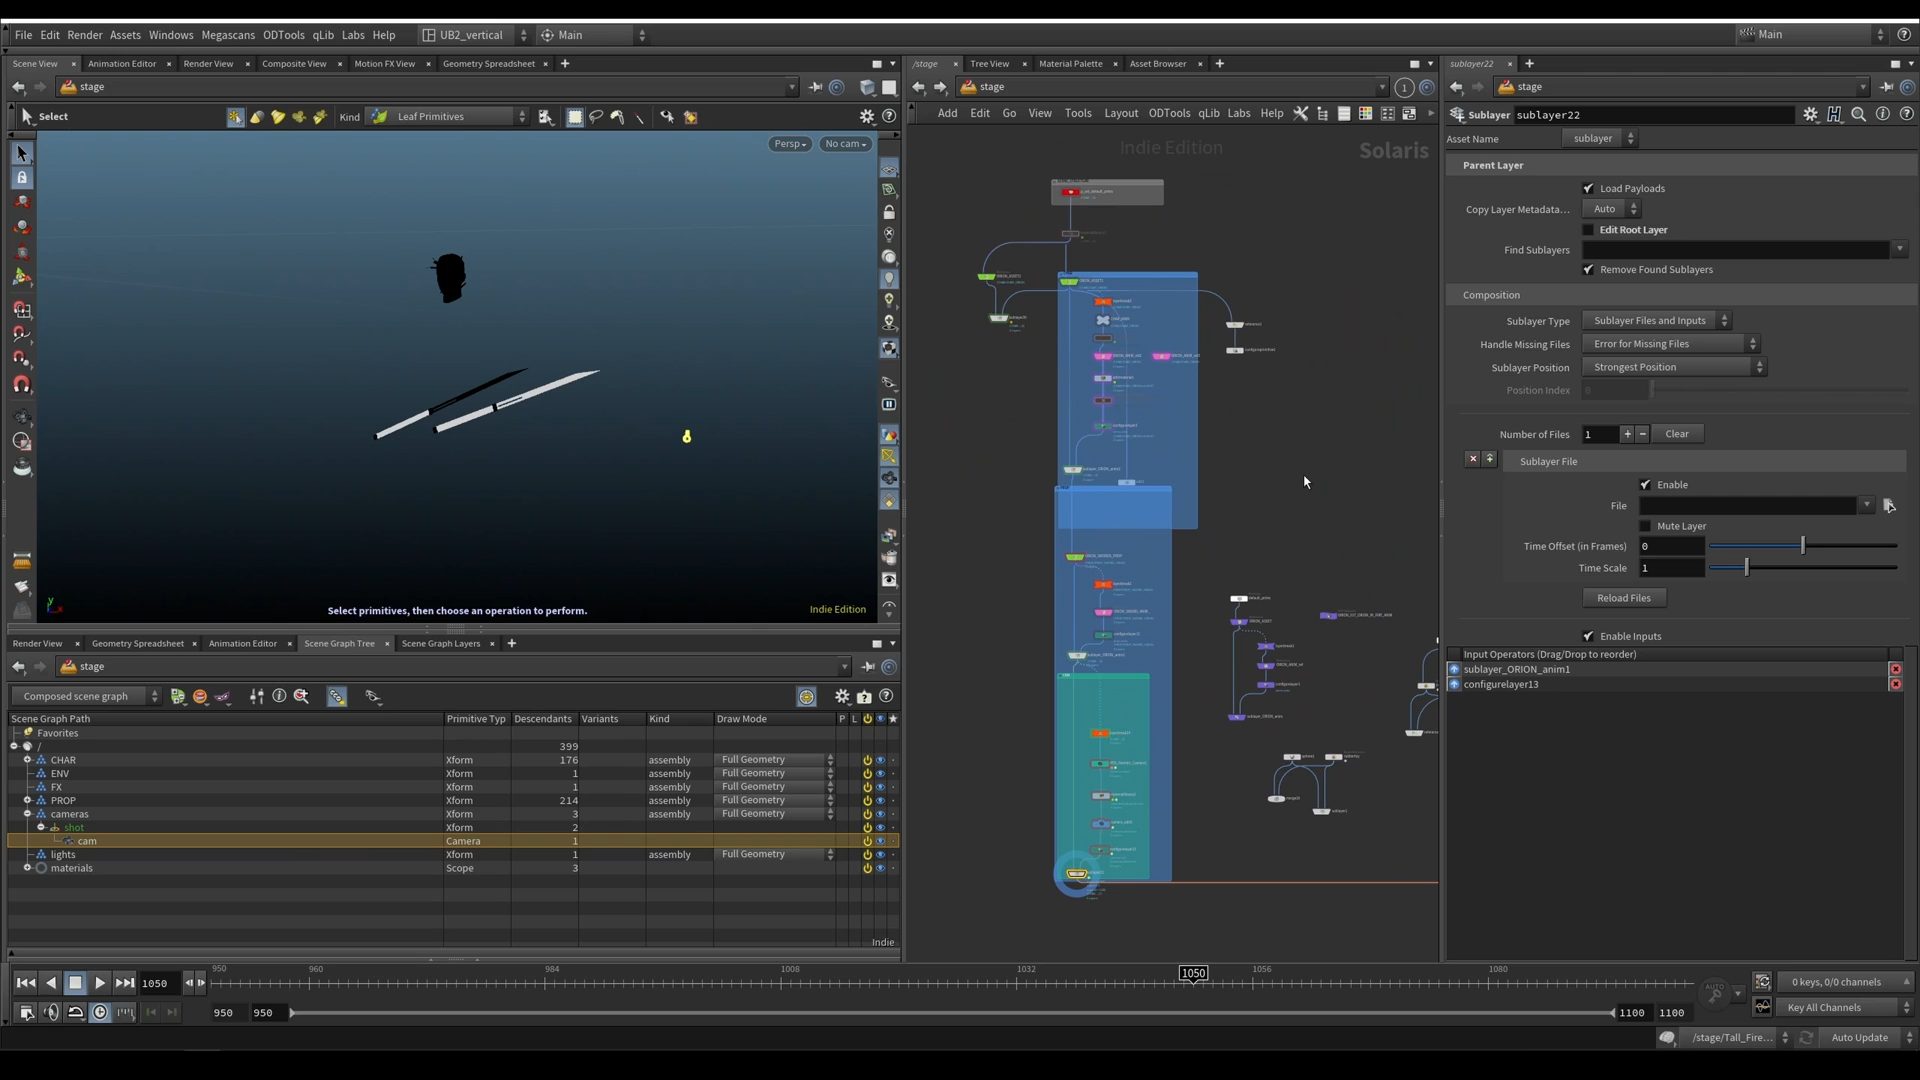 File Edit Render Assets Windows Megascans ODTools qLib Labs Help UB2_vertical Main Main
Scene View Animation Editor Render View Composite View Motion FX View Geometry Spreadsheet
stage
Select Kind Leaf Primitives
Persp No cam
Select primitives, then choose an operation to perform.
Indie Edition
Render View Geometry Spreadsheet Animation Editor Scene Graph Tree Scene Graph Layers
stage
Composed scene graph
Scene Graph Path Primitive Typ Descendants Variants Kind Draw Mode P L
Favorites
/ 399
CHAR Xform 176 assembly Full Geometry
ENV Xform 1 assembly Full Geometry
FX Xform 1 assembly Full Geometry
PROP Xform 214 assembly Full Geometry
cameras Xform 3 assembly Full Geometry
shot Xform 2
cam Camera 1
lights Xform 1 assembly Full Geometry
materials Scope 3
Indie
/stage Tree View Material Palette Asset Browser
stage 1
Add Edit Go View Tools Layout ODTools qLib Labs Help
Indie Edition Solaris
sublayer22
stage
Sublayer sublayer22
Asset Name sublayer
Parent Layer
Load Payloads
Copy Layer Metadata... Auto
Edit Root Layer
Find Sublayers
Remove Found Sublayers
Composition
Sublayer Type Sublayer Files and Inputs
Handle Missing Files Error for Missing Files
Sublayer Position Strongest Position
Position Index 0
Number of Files 1 Clear
Sublayer File
Enable
File
Mute Layer
Time Offset (in Frames) 0
Time Scale 1
Reload Files
Enable Inputs
Input Operators (Drag/Drop to reorder)
sublayer_ORION_anim1
configurelayer13
1050 950 960 984 1008 1032 1050 1056 1080 AUTO 0 keys, 0/0 channels
950 950 1100 1100 Key All Channels
/stage/Tall_Fire... Auto Update